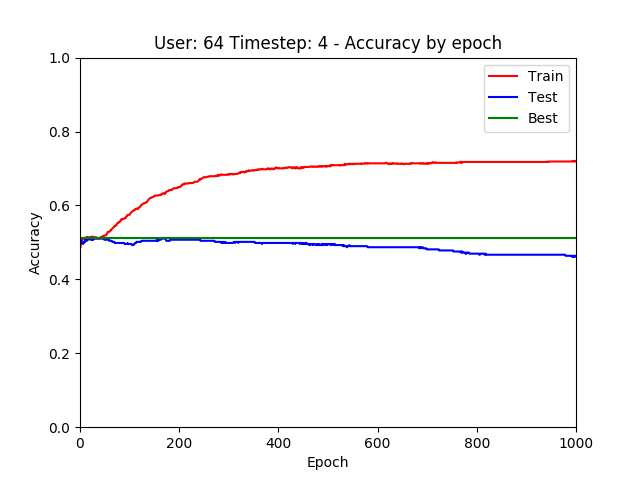 User: 64 Timestep: 4 - Accuracy by epoch
Train
Test
Best
Accuracy
1.0
0.8
0.6
0.4
0.2
0.0
0 200 400 600 800 1000
Epoch